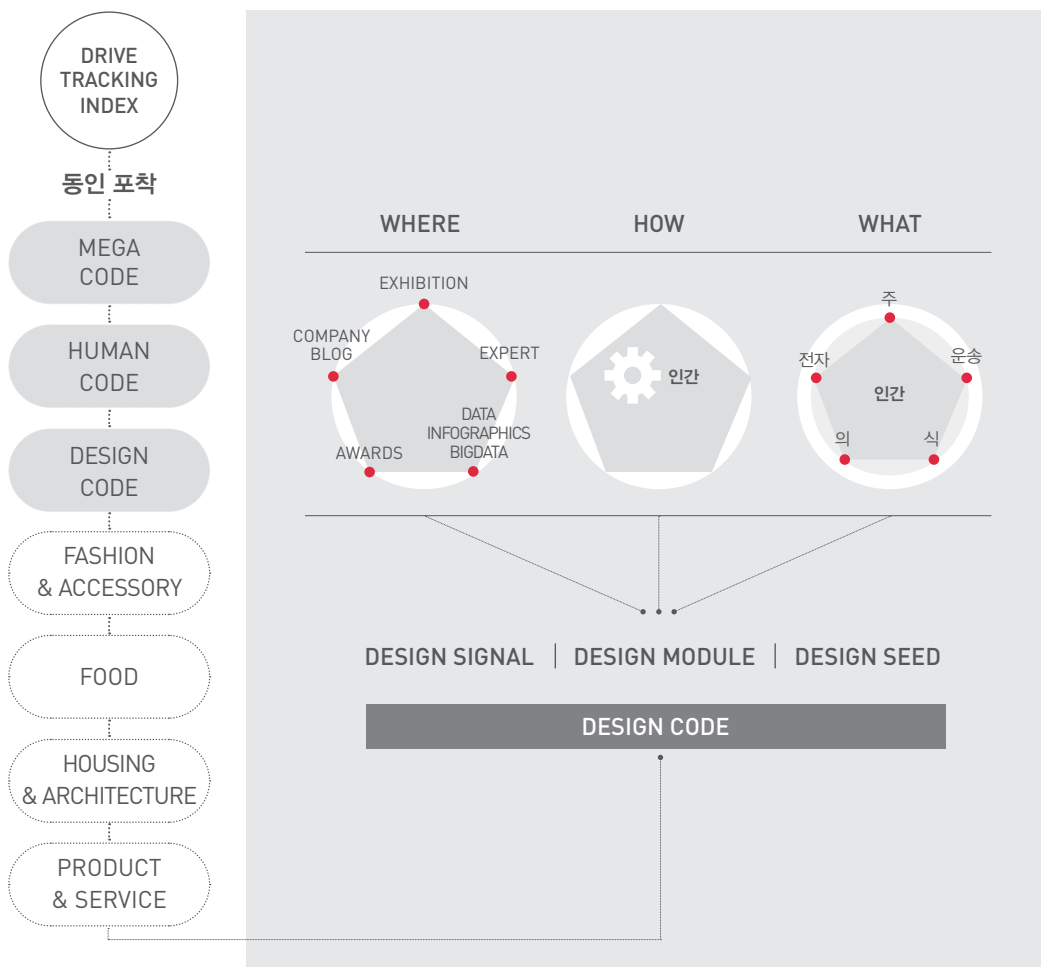 DRIVE
TRACKING
INDEX
동인 포착
MEGA
CODE
HUMAN
CODE
DESIGN
CODE
FASHION
& ACCESSORY
FOOD
HOUSING
& ARCHITECTURE
PRODUCT
& SERVICE
WHERE
HOW
WHAT
EXHIBITION
COMPANY
BLOG
EXPERT
AWARDS
DATA
INFOGRAPHICS
BIGDATA
인간
주
전자
운송
인간
의
식
DESIGN SIGNAL | DESIGN MODULE | DESIGN SEED
DESIGN CODE